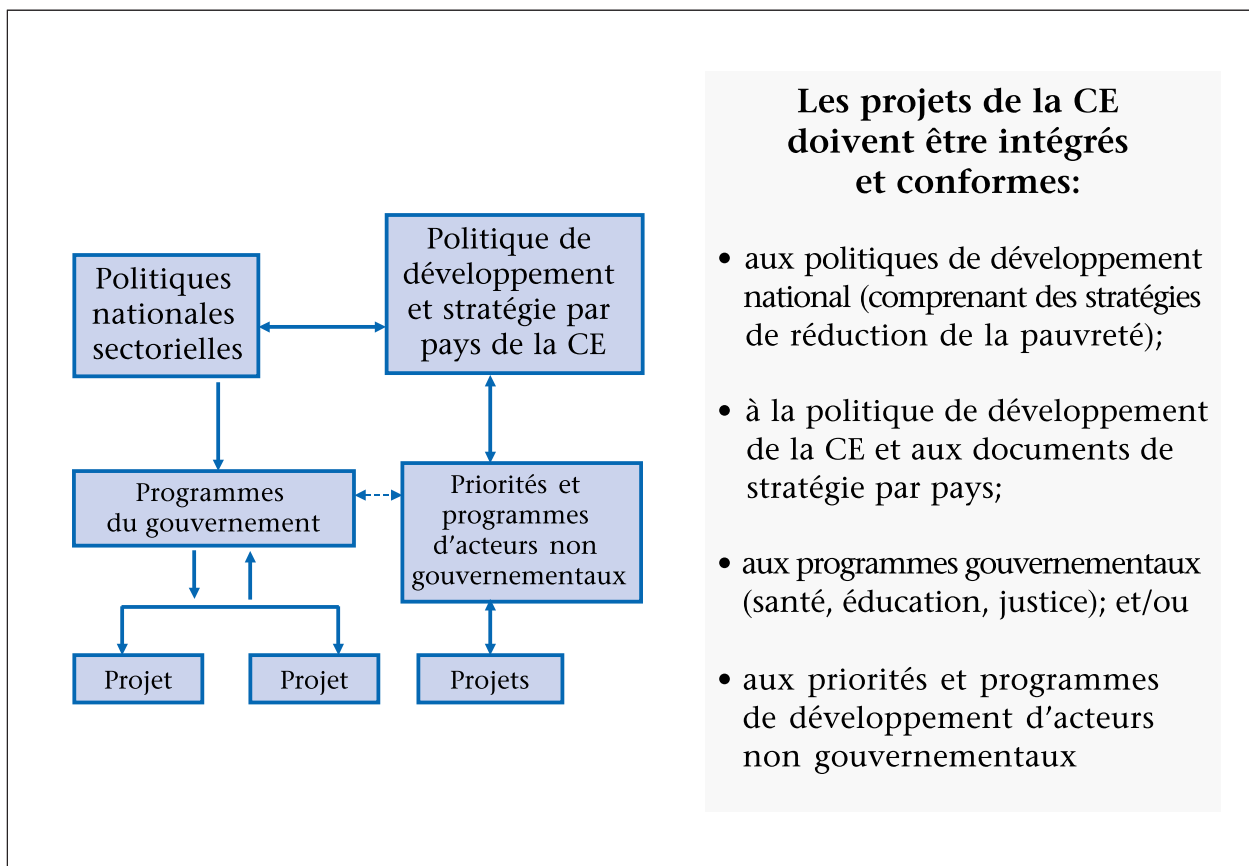 Politiques
nationales
sectorielles
Politique de
développement
et stratégie par
pays de la CE
Programmes
du gouvernement
Priorités et
programmes
d'acteurs non
gouvernementaux
Projet
Projet
Projets
Les projets de la CE
doivent être intégrés
et conformes:
• aux politiques de développement
national (comprenant des stratégies
de réduction de la pauvreté);
• à la politique de développement
de la CE et aux documents de
stratégie par pays;
• aux programmes gouvernementaux
(santé, éducation, justice); et/ou
• aux priorités et programmes
de développement d’acteurs
non gouvernementaux